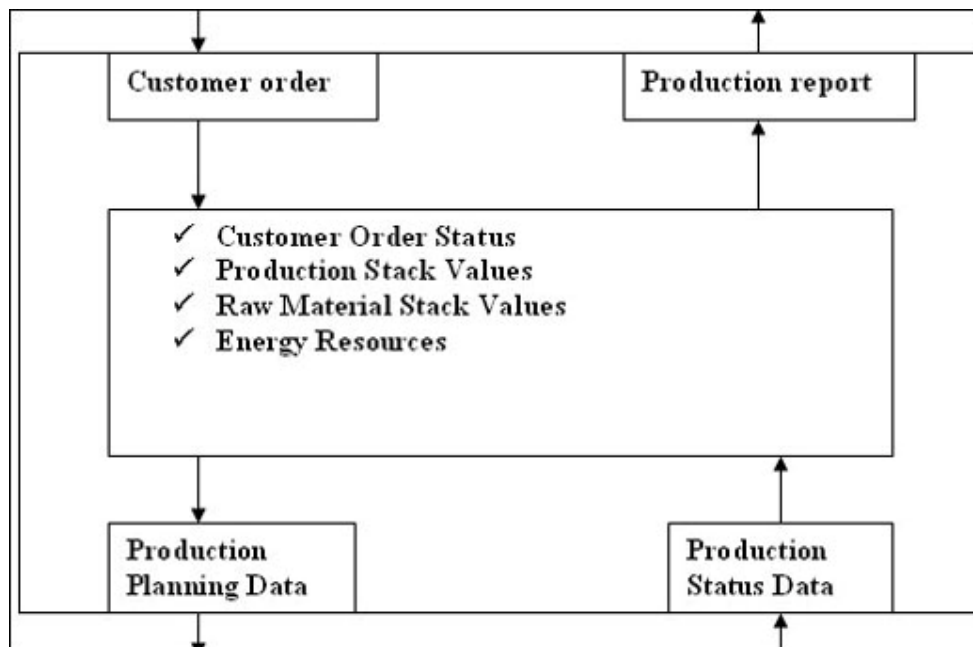 Customer order
Production report
✓ Customer Order Status
✓ Production Stack Values
✓ Raw Material Stack Values
✓ Energy Resources
Production
Planning Data
Production
Status Data